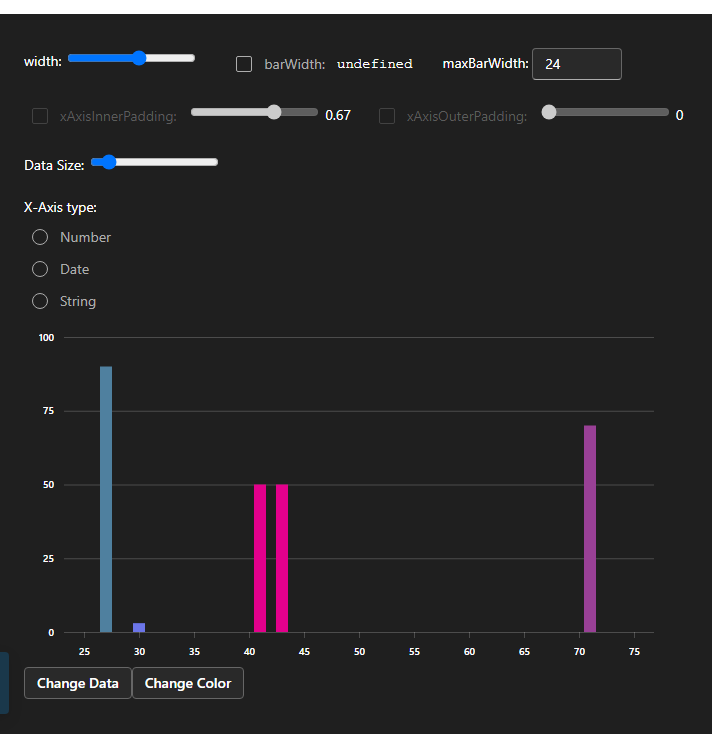 width: barWidth: undefined maxBarWidth: 24
xAxisInnerPadding: 0.67 xAxisOuterPadding: 0
Data Size:
X-Axis type:
Number
Date
String
100
75
50
25
0
25 30 35 40 45 50 55 60 65 70 75
Change Data Change Color